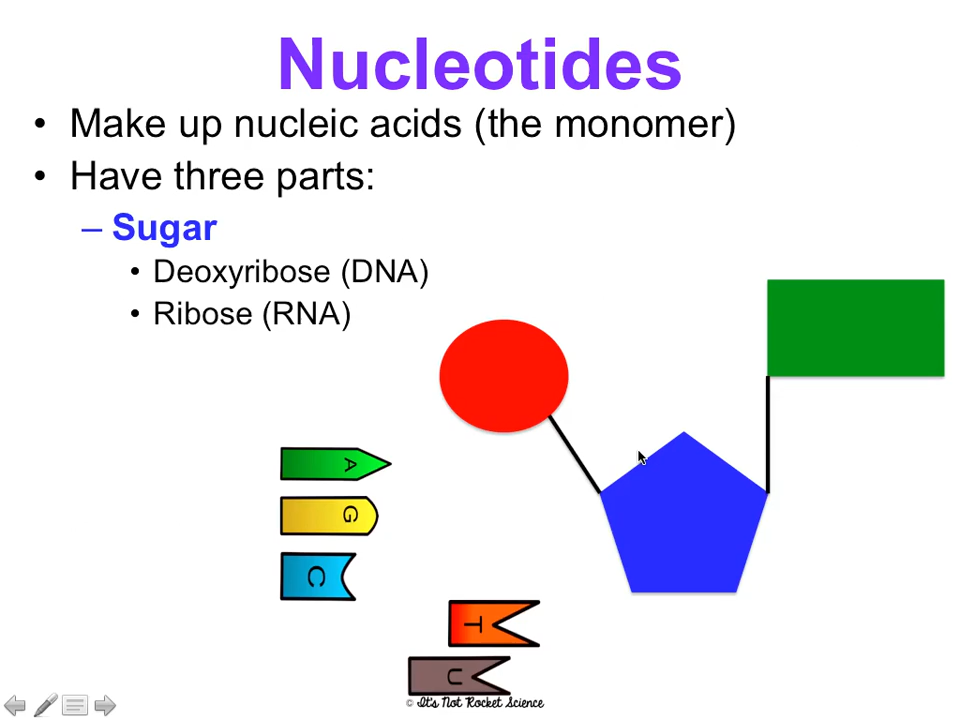 Nucleotides
• Make up nucleic acids (the monomer)
• Have three parts:
– Sugar
• Deoxyribose (DNA)
• Ribose (RNA)
A
G
C
T
U
© It's Not Rocket Science